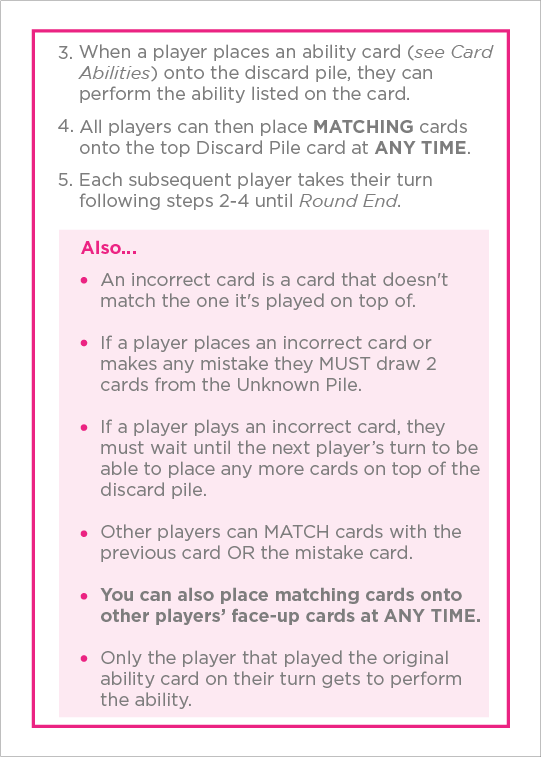 3. When a player places an ability card (see Card
Abilities) onto the discard pile, they can
perform the ability listed on the card.
4. All players can then place MATCHING cards
onto the top Discard Pile card at ANY TIME.
5. Each subsequent player takes their turn
following steps 2-4 until Round End.
Also...
• An incorrect card is a card that doesn't
match the one it's played on top of.
• If a player places an incorrect card or
makes any mistake they MUST draw 2
cards from the Unknown Pile.
• If a player plays an incorrect card, they
must wait until the next player's turn to be
able to place any more cards on top of the
discard pile.
• Other players can MATCH cards with the
previous card OR the mistake card.
• You can also place matching cards onto
other players' face-up cards at ANY TIME.
• Only the player that played the original
ability card on their turn gets to perform
the ability.